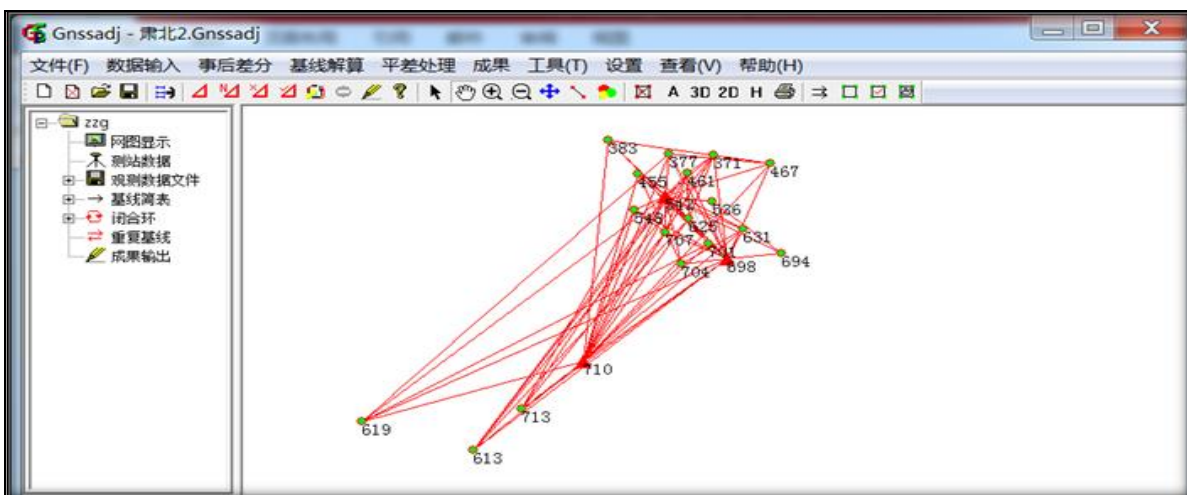 Gnssadj - 肃北2.Gnssadj
文件(F) 数据输入 事后差分 基线解算 平差处理 成果 工具(T) 设置 查看(V) 帮助(H)
A 3D 2D H
zzg
网图显示
测站数据
观测数据文件
基线简表
闭合环
重复基线
成果输出
383
377 371
467
455 461
626
625
707 631
704 698 694
710
713
619
613